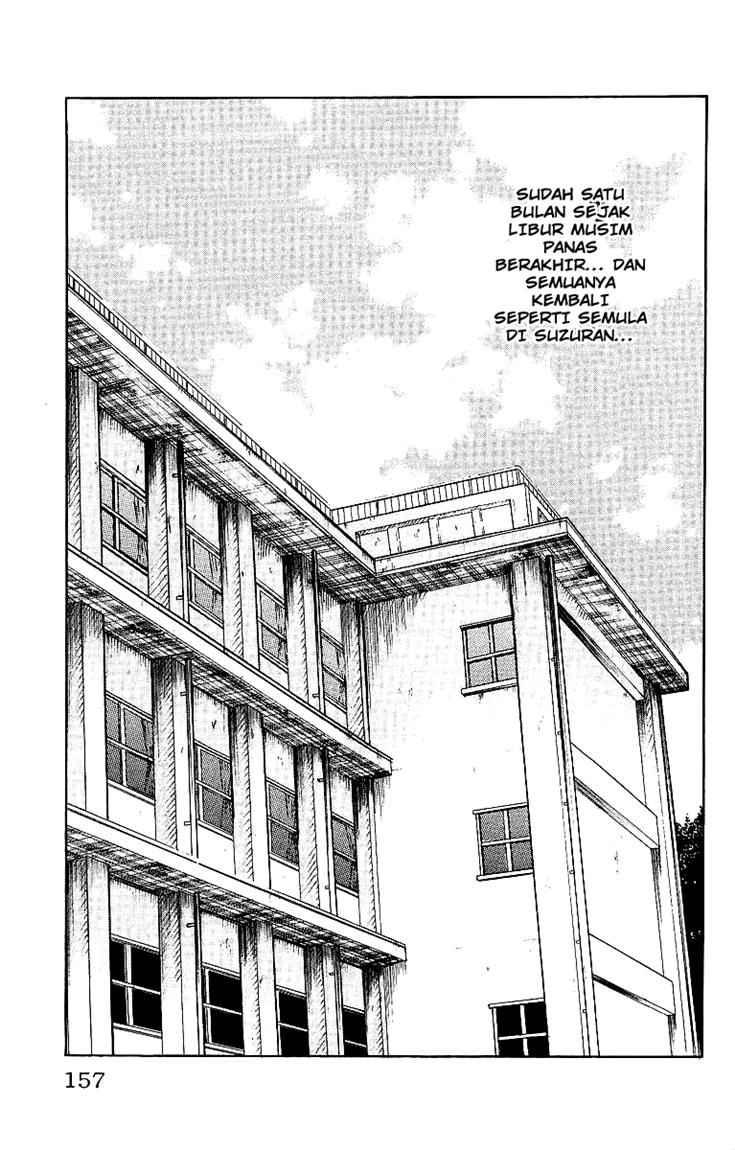 SUDAH SATU
BULAN SEJAK
LIBUR MUSIM
PANAS
BERAKHIR... DAN
SEMUANYA
KEMBALI
SEPERTI SEMULA
DI SUZURAN...
157